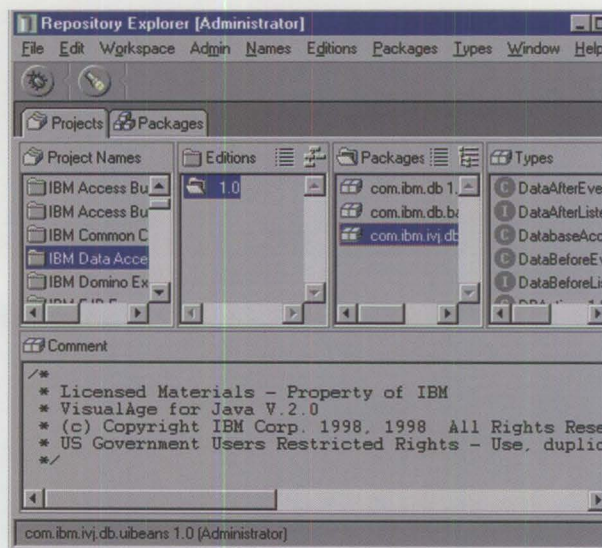 Repository Explorer [Administrator]
File Edit Workspace Admin Names Editions Packages Types Window Help
Projects Packages
Project Names Editions Packages Types
IBM Access Bu 1.0 com.ibm.db 1. DataAfterEve
IBM Access Bu com.ibm.db.ba DataAfterListe
IBM Common C com.ibm.ivj.db DatabaseAcc
IBM Data Acce DataBeforeEv
IBM Domino Ex DataBeforeLis
Comment
/*
* Licensed Materials - Property of IBM
* VisualAge for Java V.2.0
* (c) Copyright IBM Corp. 1998, 1998 All Rights Rese
* US Government Users Restricted Rights - Use, duplic
*/
com.ibm.ivj.db.uibeans 1.0 (Administrator)